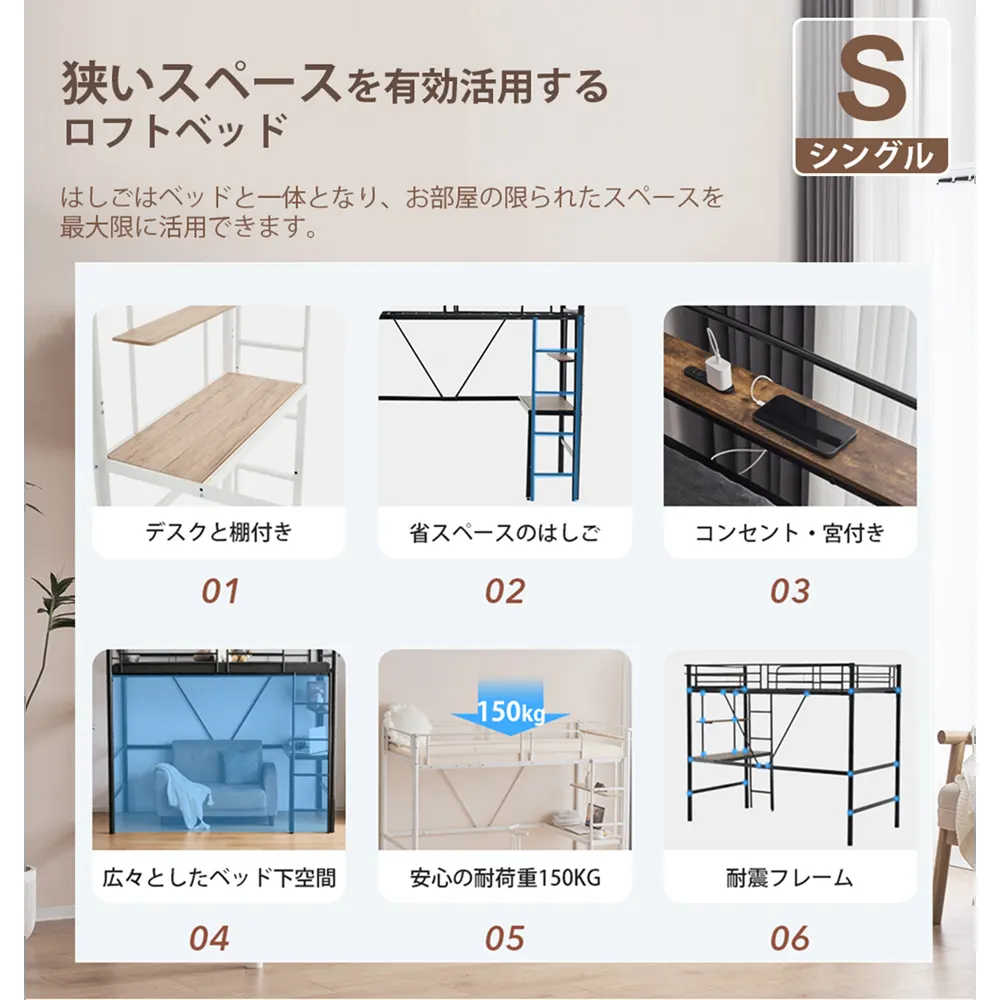 狭いスペースを有効活用する
ロフトベッド
S
シングル
はしごはベッドと一体となり、お部屋の限られたスペースを
最大限に活用できます。
デスクと棚付き
01
省スペースのはしご
02
コンセント・宮付き
03
広々としたベッド下空間
04
150kg
安心の耐荷重150KG
05
耐震フレーム
06